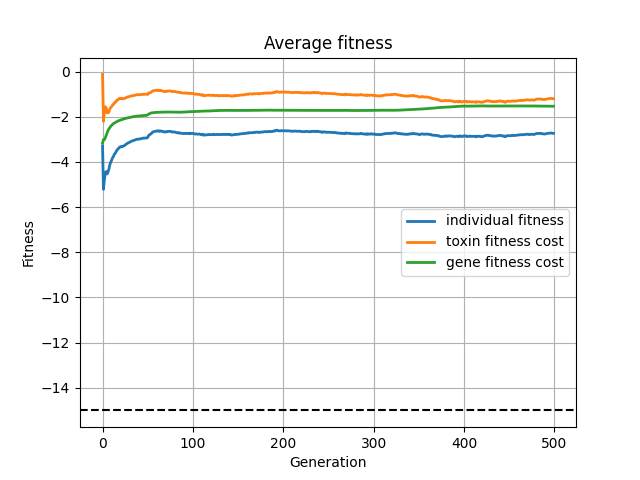 Average fitness
Fitness
0
−2
−4
−6
−8
−10
−12
−14
individual fitness
toxin fitness cost
gene fitness cost
0 100 200 300 400 500
Generation